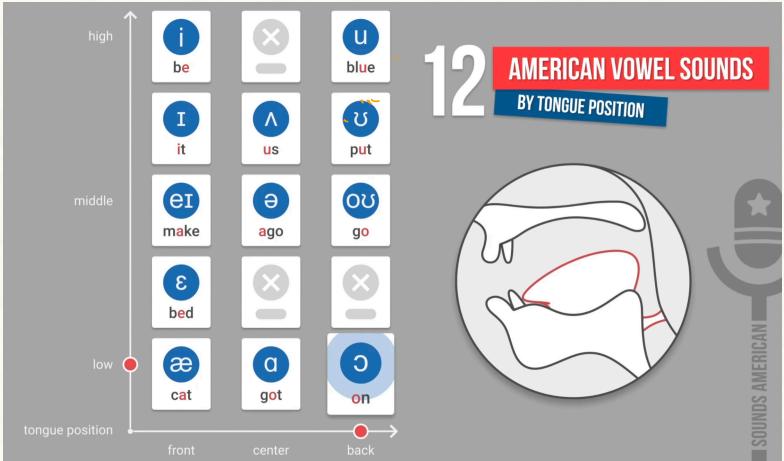 12 AMERICAN VOWEL SOUNDS
BY TONGUE POSITION
high
i
be
u
blue
ɪ
it
ʌ
us
ʊ
put
middle
eɪ
make
ə
ago
oʊ
go
ɛ
bed
low
æ
cat
ɑ
got
ɔ
on
tongue position
front
center
back
SOUNDS AMERICAN